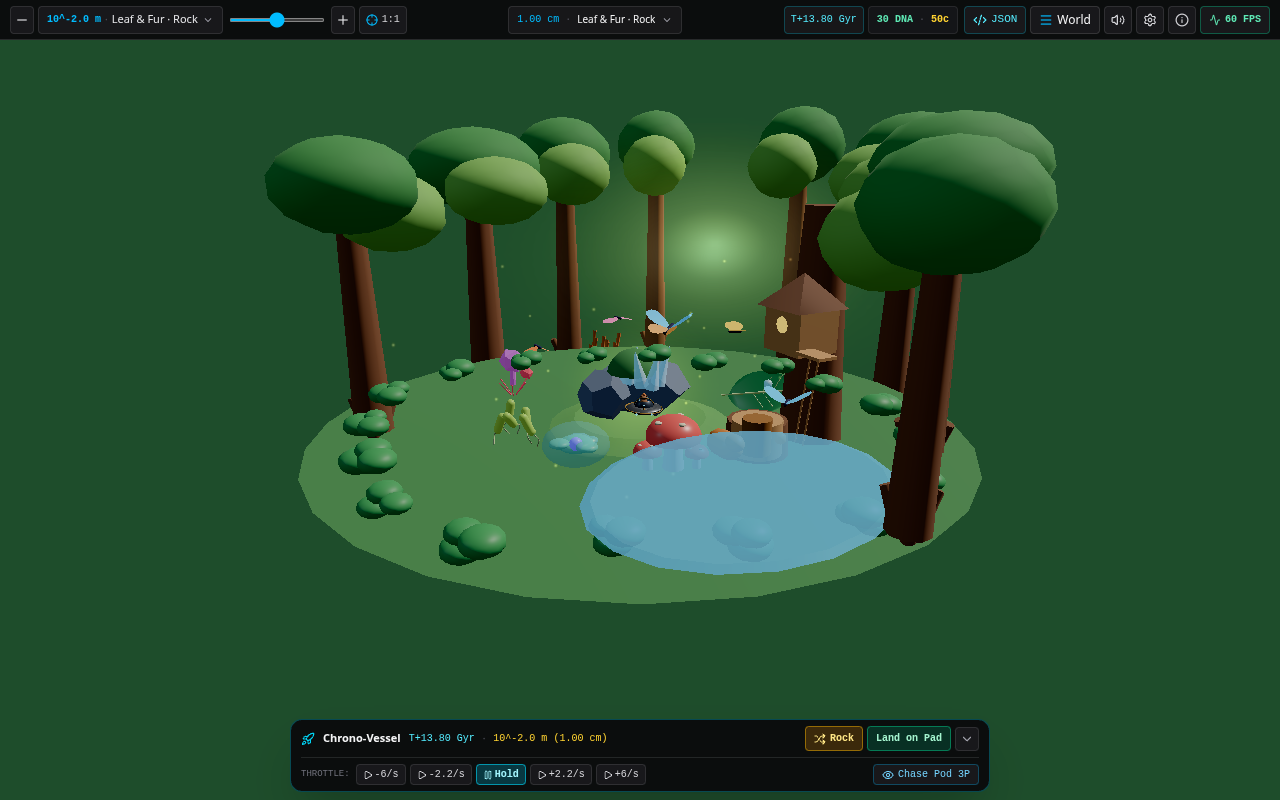 10^-2.0 m · Leaf & Fur · Rock
1:1
1.00 cm · Leaf & Fur · Rock
T+13.80 Gyr
30 DNA · 50c
JSON
World
60 FPS
Chrono-Vessel T+13.80 Gyr · 10^-2.0 m (1.00 cm)
Rock
Land on Pad
THROTTLE: -6/s -2.2/s Hold +2.2/s +6/s
Chase Pod 3P